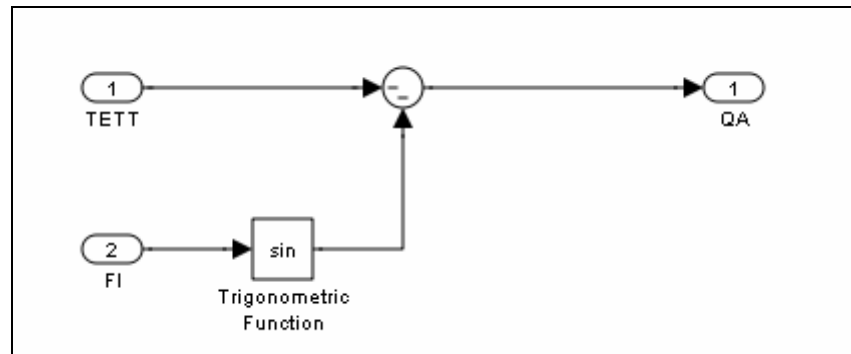 1
TETT
- -
1
QA
2
FI
sin
Trigonometric
Function